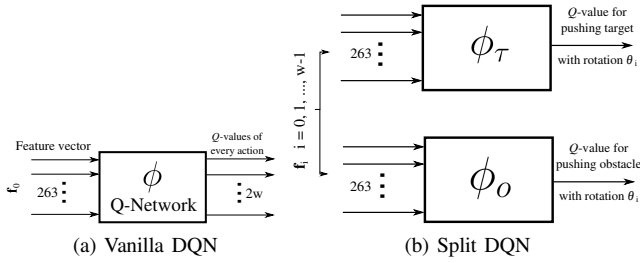 Feature vector
f0
263
ϕ
Q-Network
Q-values of
every action
2w
(a) Vanilla DQN
fi i = 0, 1, ..., w-1
263
ϕτ
Q-value for
pushing target
with rotation θi
263
ϕo
Q-value for
pushing obstacle
with rotation θi
(b) Split DQN